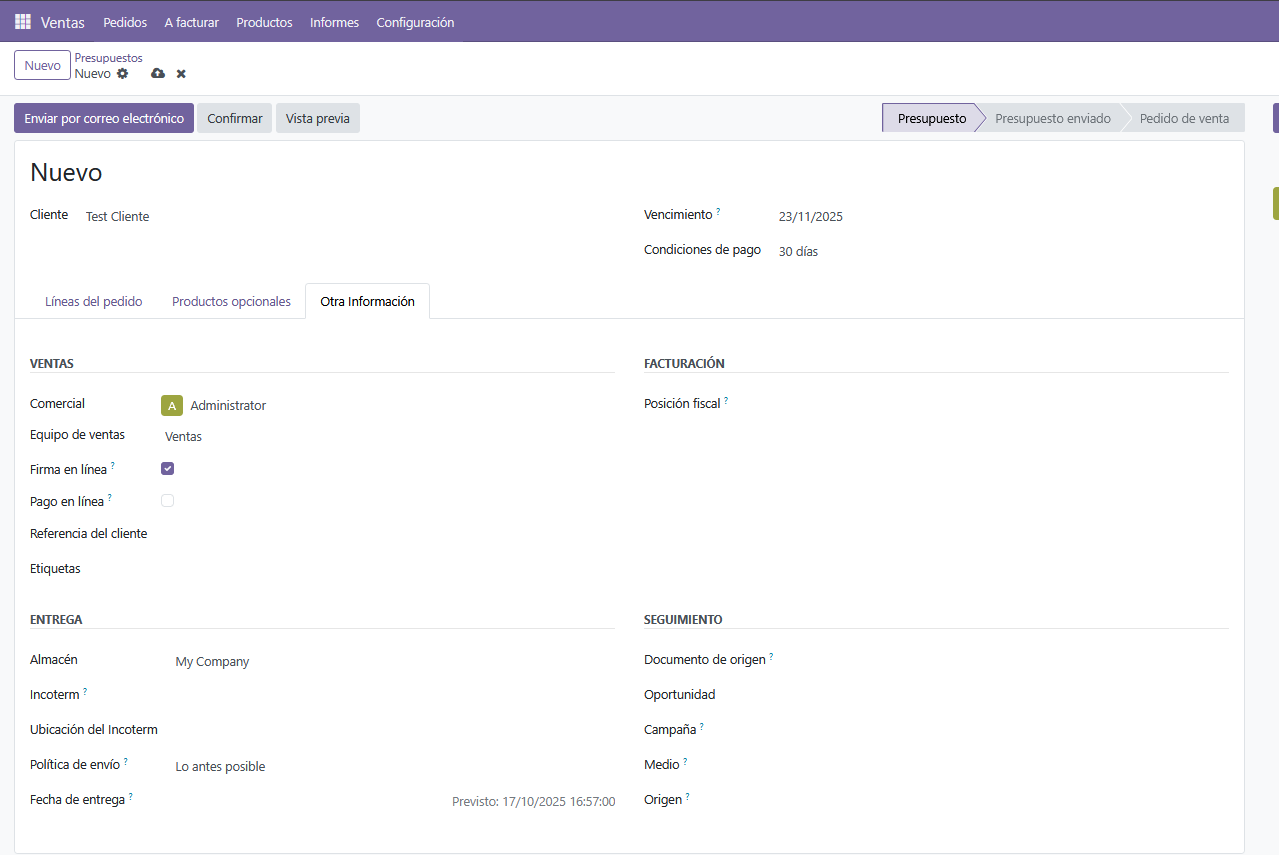 Ventas Pedidos A facturar Productos Informes Configuración
Nuevo
Presupuestos
Nuevo
Enviar por correo electrónico Confirmar Vista previa Presupuesto Presupuesto enviado Pedido de venta
Nuevo
Cliente Test Cliente
Vencimiento ? 23/11/2025
Condiciones de pago 30 días
Líneas del pedido Productos opcionales Otra Información
VENTAS
Comercial A Administrator
Equipo de ventas Ventas
Firma en línea ?
Pago en línea ?
Referencia del cliente
Etiquetas
FACTURACIÓN
Posición fiscal ?
ENTREGA
Almacén My Company
Incoterm ?
Ubicación del Incoterm
Política de envío ? Lo antes posible
Fecha de entrega ? Previsto: 17/10/2025 16:57:00
SEGUIMIENTO
Documento de origen ?
Oportunidad
Campaña ?
Medio ?
Origen ?